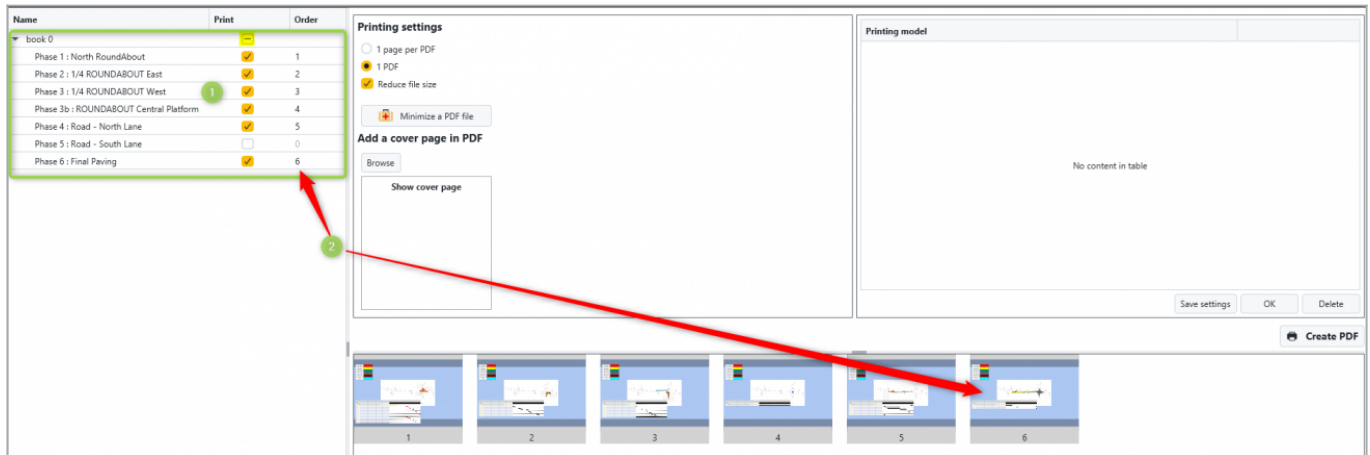 Name Print Order
book 0
Phase 1 : North RoundAbout 1
Phase 2 : 1/4 ROUNDABOUT East 2
Phase 3 : 1/4 ROUNDABOUT West 3
Phase 3b : ROUNDABOUT Central Platform 4
Phase 4 : Road - North Lane 5
Phase 5 : Road - South Lane 0
Phase 6 : Final Paving 6
1
2
Printing settings
1 page per PDF
1 PDF
Reduce file size
Minimize a PDF file
Add a cover page in PDF
Browse
Show cover page
Printing model
No content in table
Save settings OK Delete
Create PDF
1 2 3 4 5 6